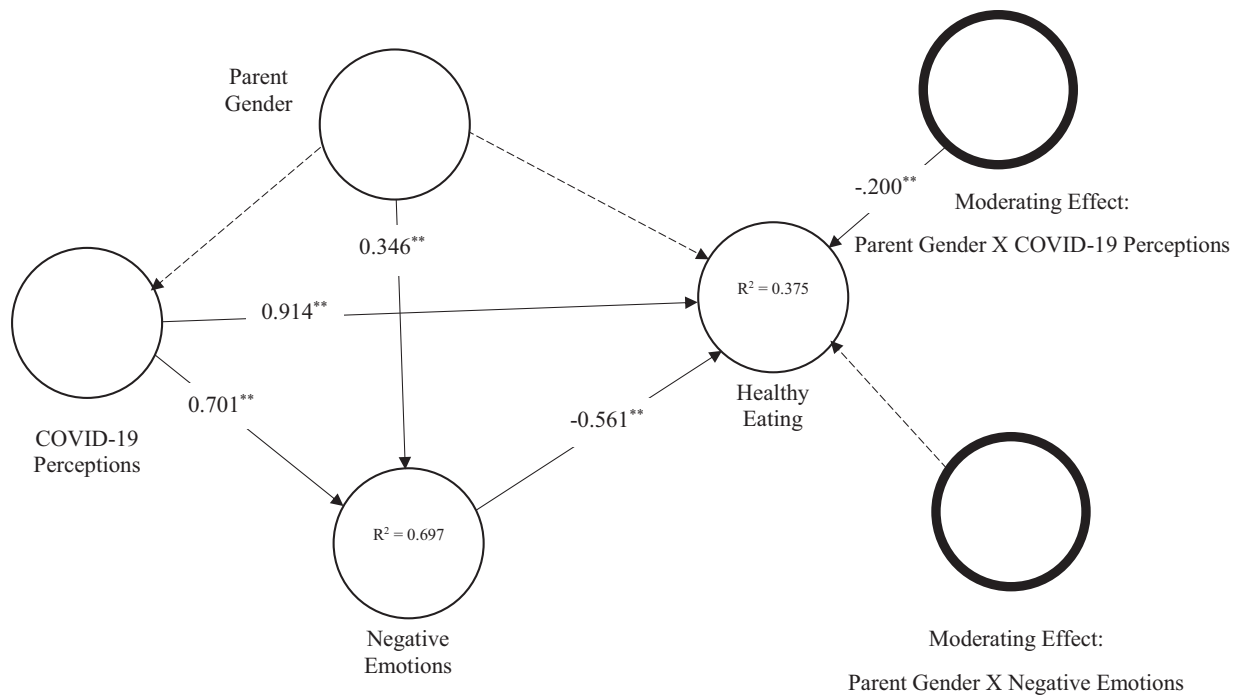 Parent
Gender
-.200**
Moderating Effect:
Parent Gender X COVID-19 Perceptions
0.346**
R² = 0.375
0.914**
Healthy
Eating
0.701**
-0.561**
COVID-19
Perceptions
R² = 0.697
Negative
Emotions
Moderating Effect:
Parent Gender X Negative Emotions